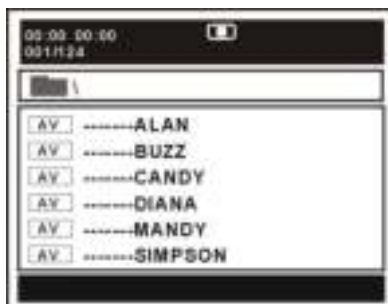 00:00 00:00
001/124
\
AV -------ALAN
AV -------BUZZ
AV -------CANDY
AV -------DIANA
AV -------MANDY
AV -------SIMPSON